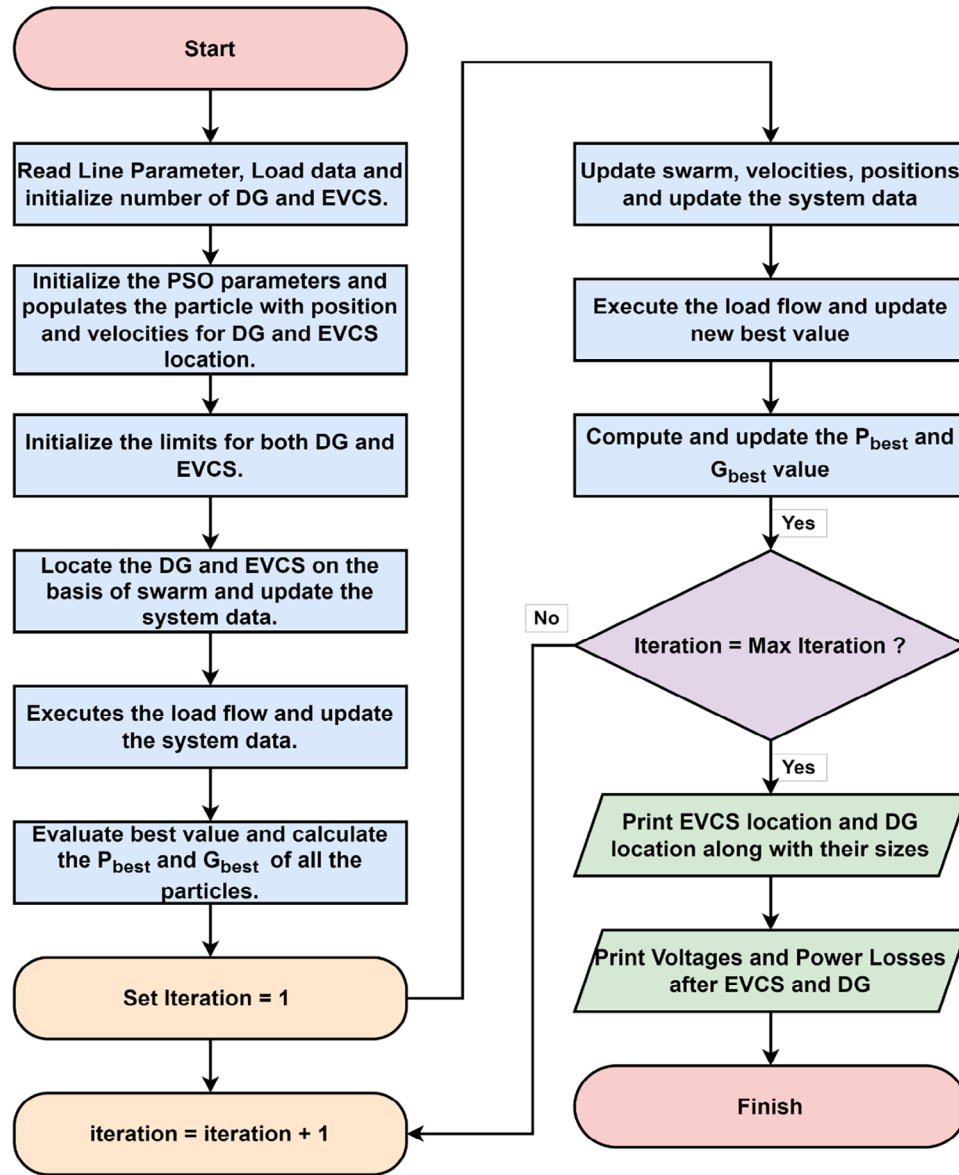 Start
Read Line Parameter, Load data and
initialize number of DG and EVCS.
Initialize the PSO parameters and
populates the particle with position
and velocities for DG and EVCS
location.
Initialize the limits for both DG and
EVCS.
Locate the DG and EVCS on the
basis of swarm and update the
system data.
Executes the load flow and update
the system data.
Evaluate best value and calculate
the Pbest and Gbest of all the
particles.
Set Iteration = 1
iteration = iteration + 1
Update swarm, velocities, positions
and update the system data
Execute the load flow and update
new best value
Compute and update the Pbest and
Gbest value
Yes
No
Iteration = Max Iteration ?
Yes
Print EVCS location and DG
location along with their sizes
Print Voltages and Power Losses
after EVCS and DG
Finish